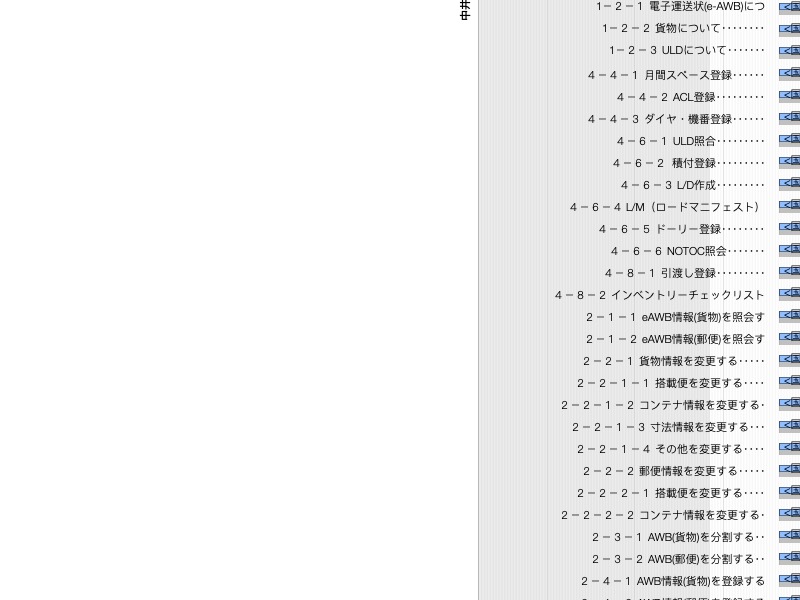 中井
1－2－1 電子運送状(e-AWB)につ
1－2－2 貨物について‥‥‥‥
1－2－3 ULDについて‥‥‥‥
4－4－1 月間スペース登録‥‥‥
4－4－2 ACL登録‥‥‥‥‥
4－4－3 ダイヤ・機番登録‥‥‥
4－6－1 ULD照合‥‥‥‥‥
4－6－2 積付登録‥‥‥‥‥
4－6－3 L/D作成‥‥‥‥‥
4－6－4 L/M（ロードマニフェスト）
4－6－5 ドーリー登録‥‥‥‥
4－6－6 NOTOC照会‥‥‥‥
4－8－1 引渡し登録‥‥‥‥‥
4－8－2 インベントリーチェックリスト
2－1－1 eAWB情報(貨物)を照会す
2－1－2 eAWB情報(郵便)を照会す
2－2－1 貨物情報を変更する‥‥‥
2－2－1－1 搭載便を変更する‥‥
2－2－1－2 コンテナ情報を変更する·
2－2－1－3 寸法情報を変更する‥·
2－2－1－4 その他を変更する‥‥
2－2－2 郵便情報を変更する‥‥·
2－2－2－1 搭載便を変更する‥‥
2－2－2－2 コンテナ情報を変更する·
2－3－1 AWB(貨物)を分割する‥
2－3－2 AWB(郵便)を分割する‥
2－4－1 AWB情報(貨物)を登録する